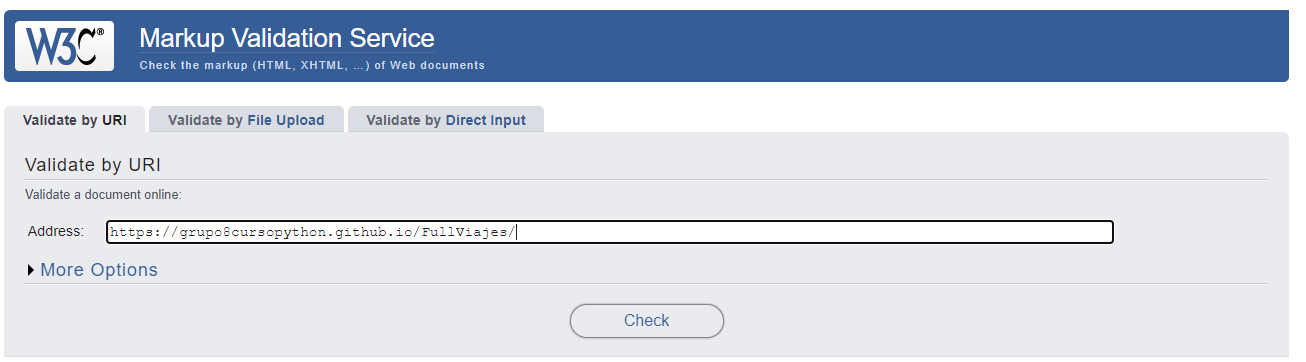 W3C®
Markup Validation Service
Check the markup (HTML, XHTML, …) of Web documents
Validate by URI
Validate by File Upload
Validate by Direct Input
Validate by URI
Validate a document online:
Address: https://grupo8cursopython.github.io/FullViajes/
More Options
Check